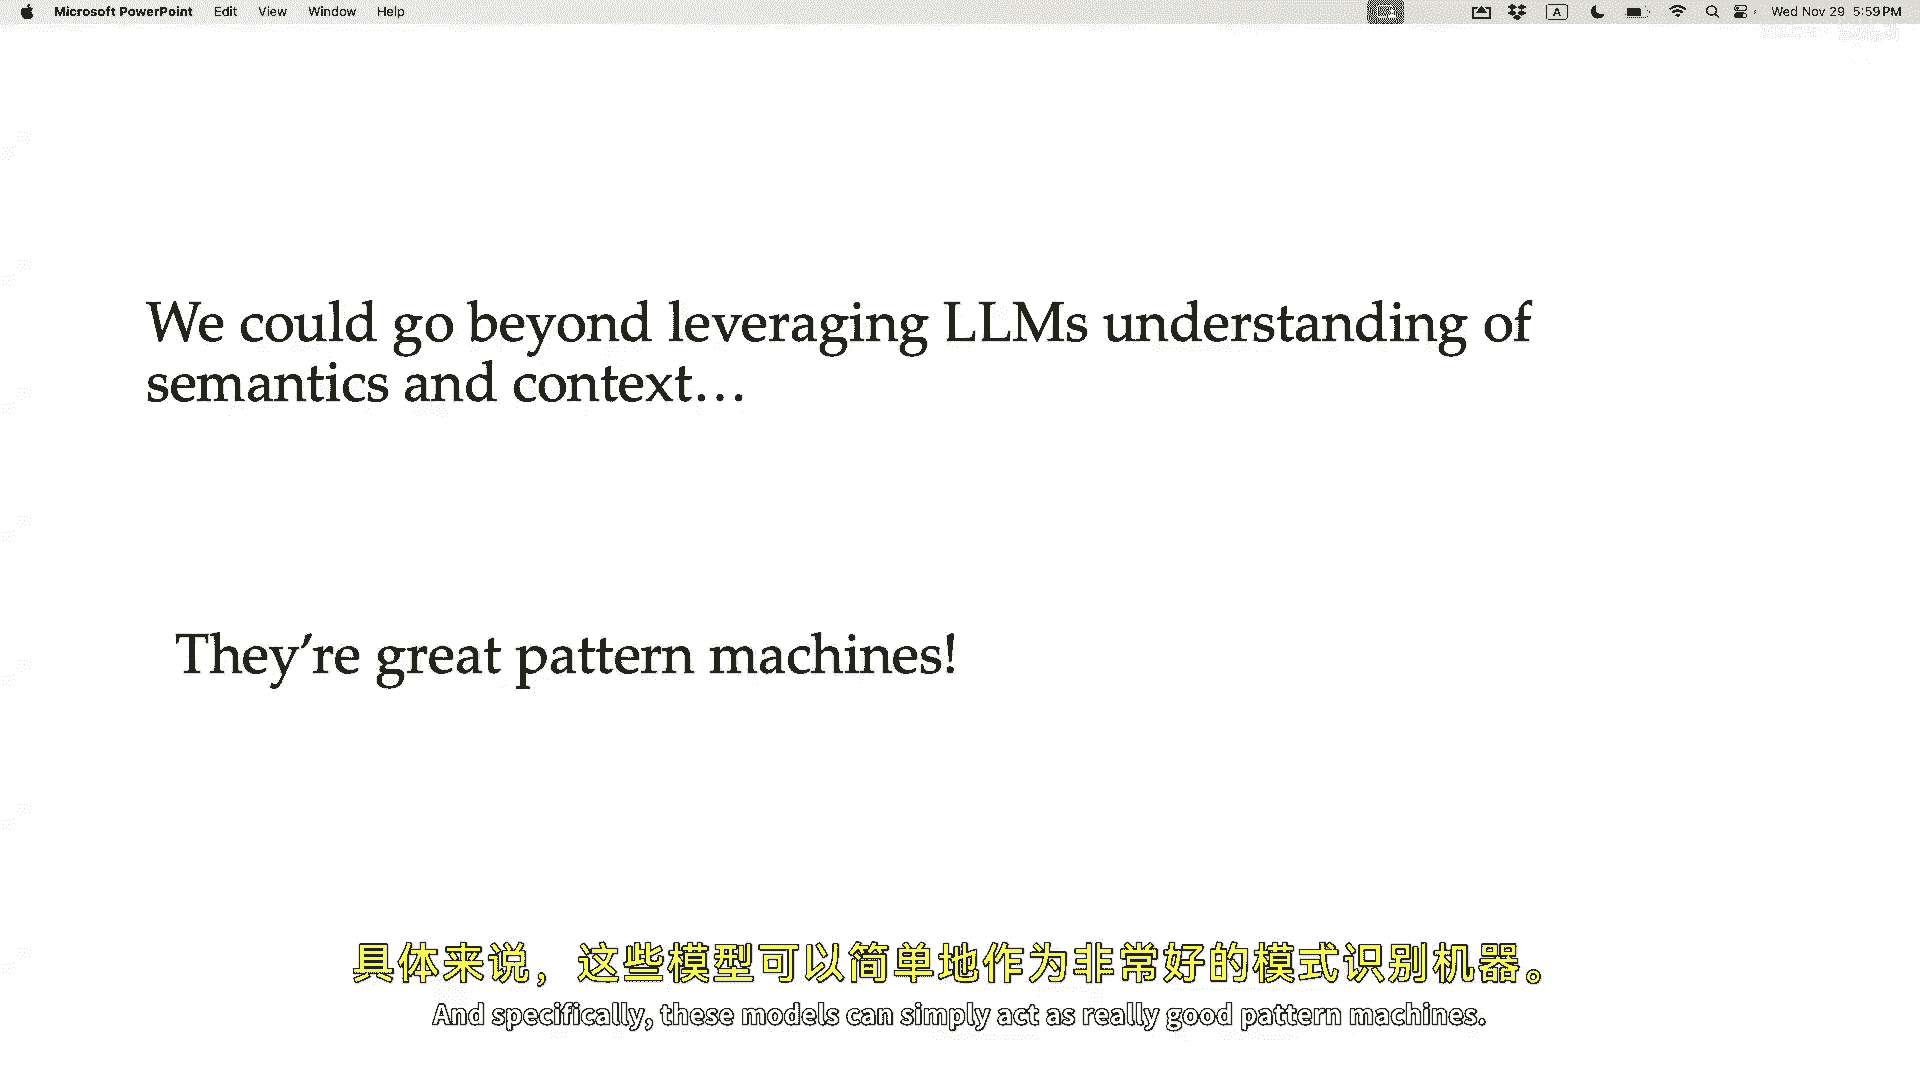 Microsoft PowerPoint Edit View Window Help A Wed Nov 29 5:59 PM
We could go beyond leveraging LLMs understanding of
semantics and context…
They're great pattern machines!
具体来说，这些模型可以简单地作为非常好的模式识别机器。
And specifically, these models can simply act as really good pattern machines.